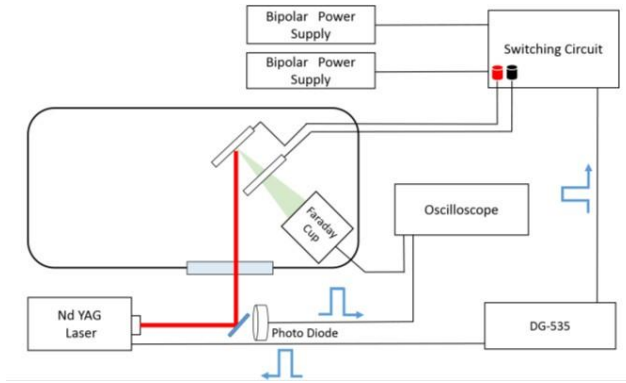 Bipolar Power
Supply
Bipolar Power
Supply
Switching Circuit
Faraday
Cup
Oscilloscope
Nd YAG
Laser
Photo Diode
DG-535